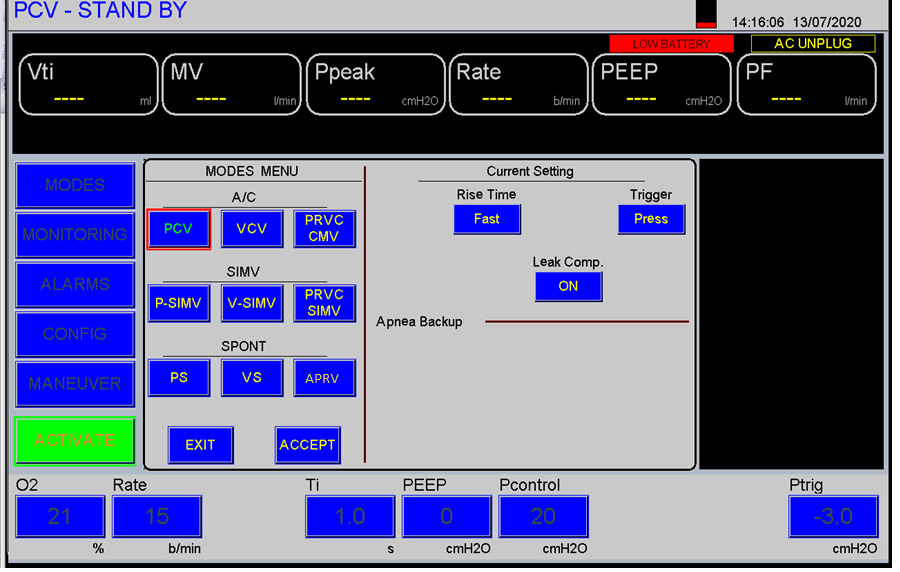 PCV - STAND BY
14:16:06 13/07/2020
LOW BATTERY
AC UNPLUG
Vti MV Ppeak Rate PEEP PF
---- ---- ---- ---- ---- ----
ml l/min cmH2O b/min cmH2O l/min
MODES
MONITORING
ALARMS
CONFIG
MANEUVER
ACTIVATE
MODES MENU
A/C
PCV VCV PRVC CMV
SIMV
P-SIMV V-SIMV PRVC SIMV
SPONT
PS VS APRV
EXIT ACCEPT
Current Setting
Rise Time Trigger
Fast Press
Leak Comp.
ON
Apnea Backup
O2 Rate Ti PEEP Pcontrol Ptrig
21 15 1.0 0 20 -3.0
% b/min s cmH2O cmH2O cmH2O